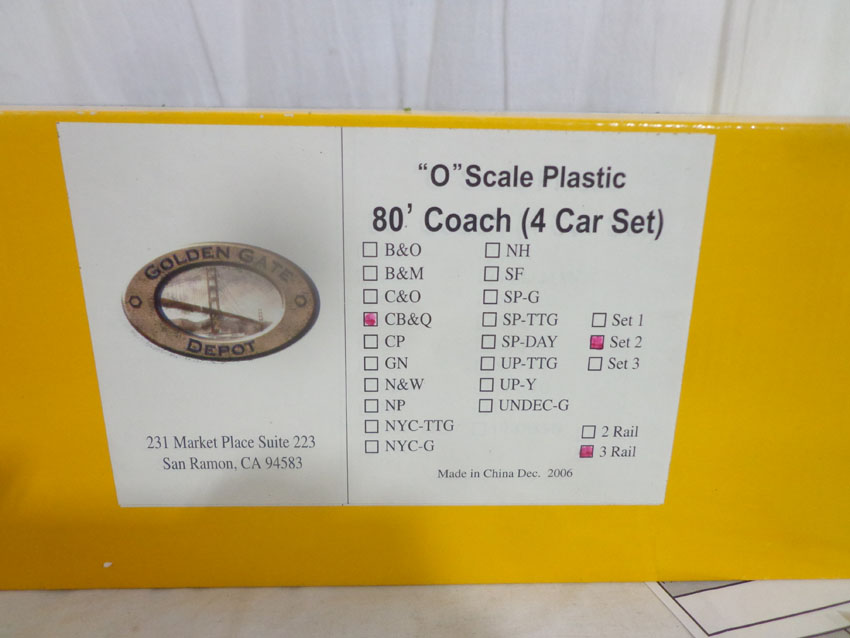 GOLDEN GATE
DEPOT
231 Market Place Suite 223
San Ramon, CA 94583
“O”Scale Plastic
80’ Coach (4 Car Set)
B&O
B&M
C&O
CB&Q
CP
GN
N&W
NP
NYC-TTG
NYC-G
NH
SF
SP-G
SP-TTG
SP-DAY
UP-TTG
UP-Y
UNDEC-G
Set 1
Set 2
Set 3
2 Rail
3 Rail
Made in China Dec. 2006